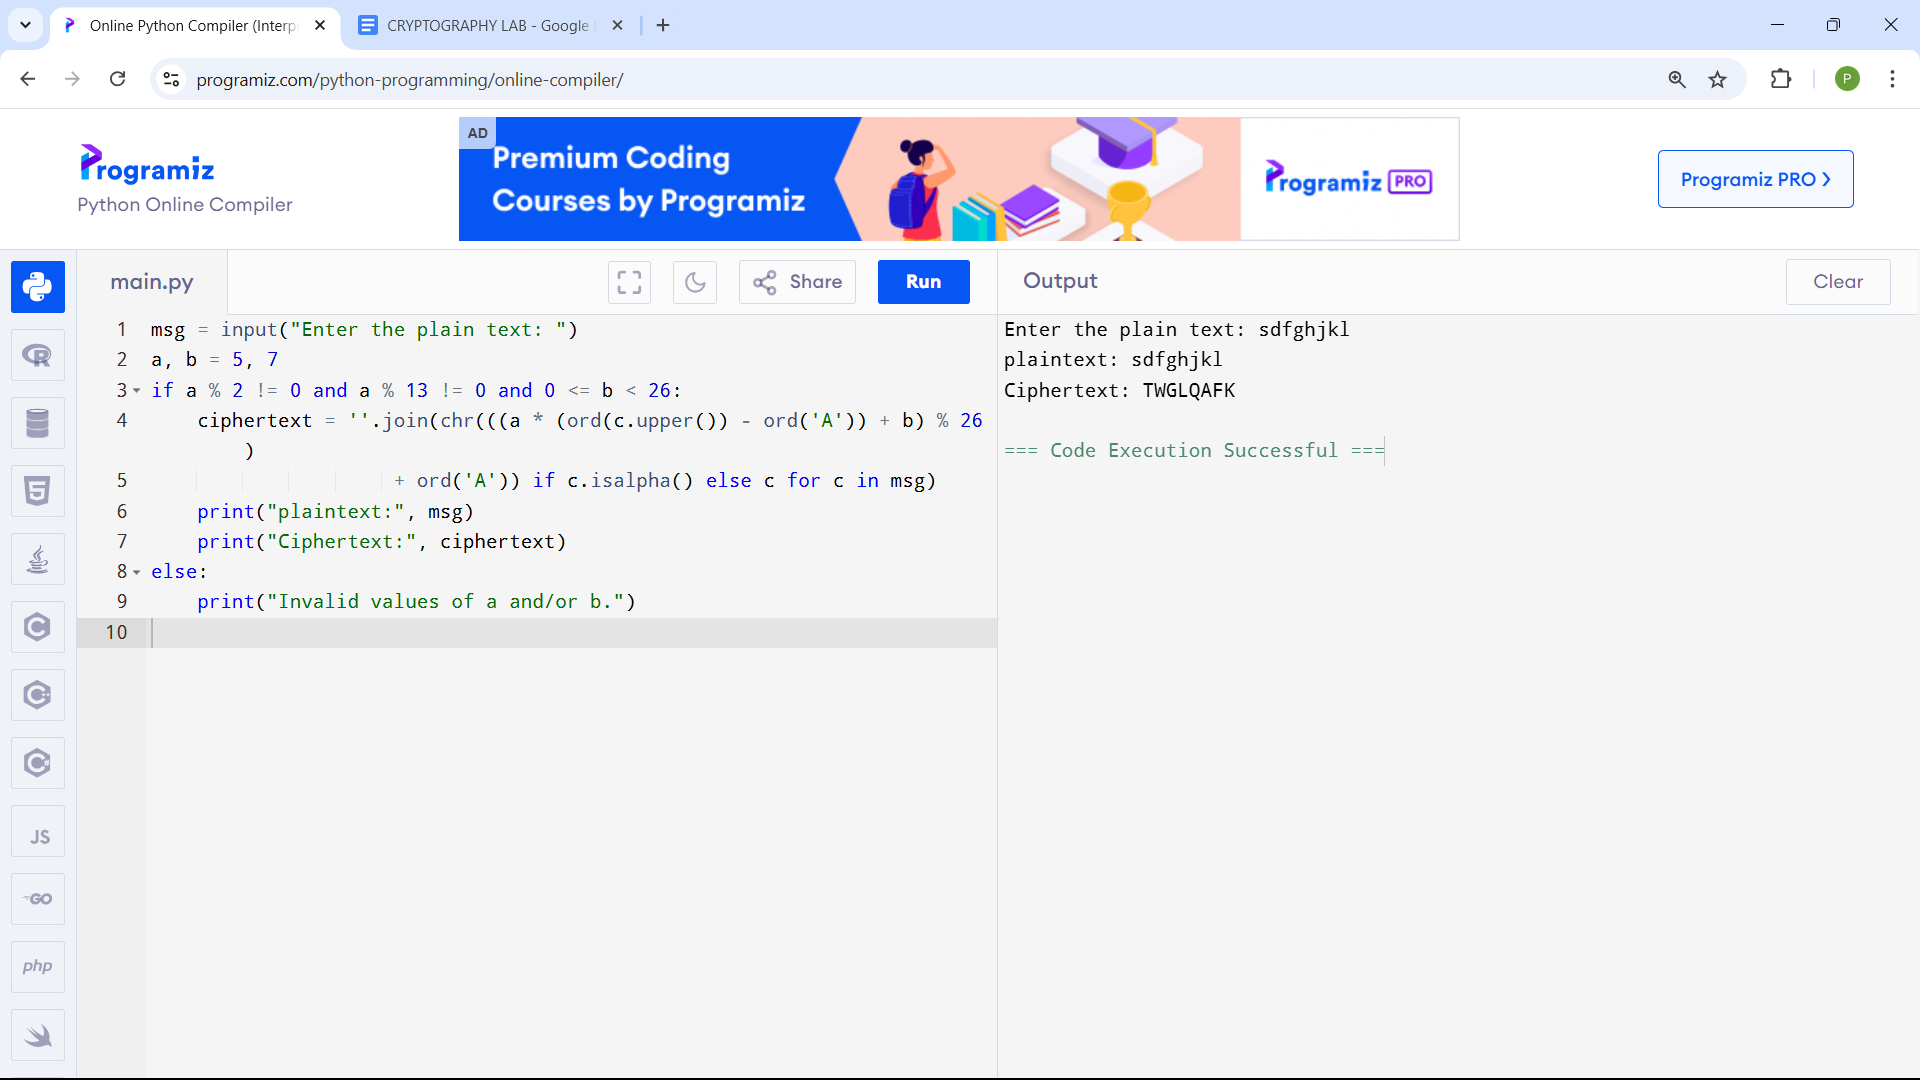 Online Python Compiler (Interp
CRYPTOGRAPHY LAB - Google
programiz.com/python-programming/online-compiler/
P
Programiz
Python Online Compiler
AD
Premium Coding
Courses by Programiz
Programiz PRO
Programiz PRO
main.py
Share
Run
Output
Clear
1 msg = input("Enter the plain text: ")
2 a, b = 5, 7
3 if a % 2 != 0 and a % 13 != 0 and 0 <= b < 26:
4 ciphertext = ''.join(chr(((a * (ord(c.upper()) - ord('A')) + b) % 26
)
5 + ord('A')) if c.isalpha() else c for c in msg)
6 print("plaintext:", msg)
7 print("Ciphertext:", ciphertext)
8 else:
9 print("Invalid values of a and/or b.")
10
Enter the plain text: sdfghjkl
plaintext: sdfghjkl
Ciphertext: TWGLQAFK
=== Code Execution Successful ===
R
5
C
C++
C#
JS
GO
php